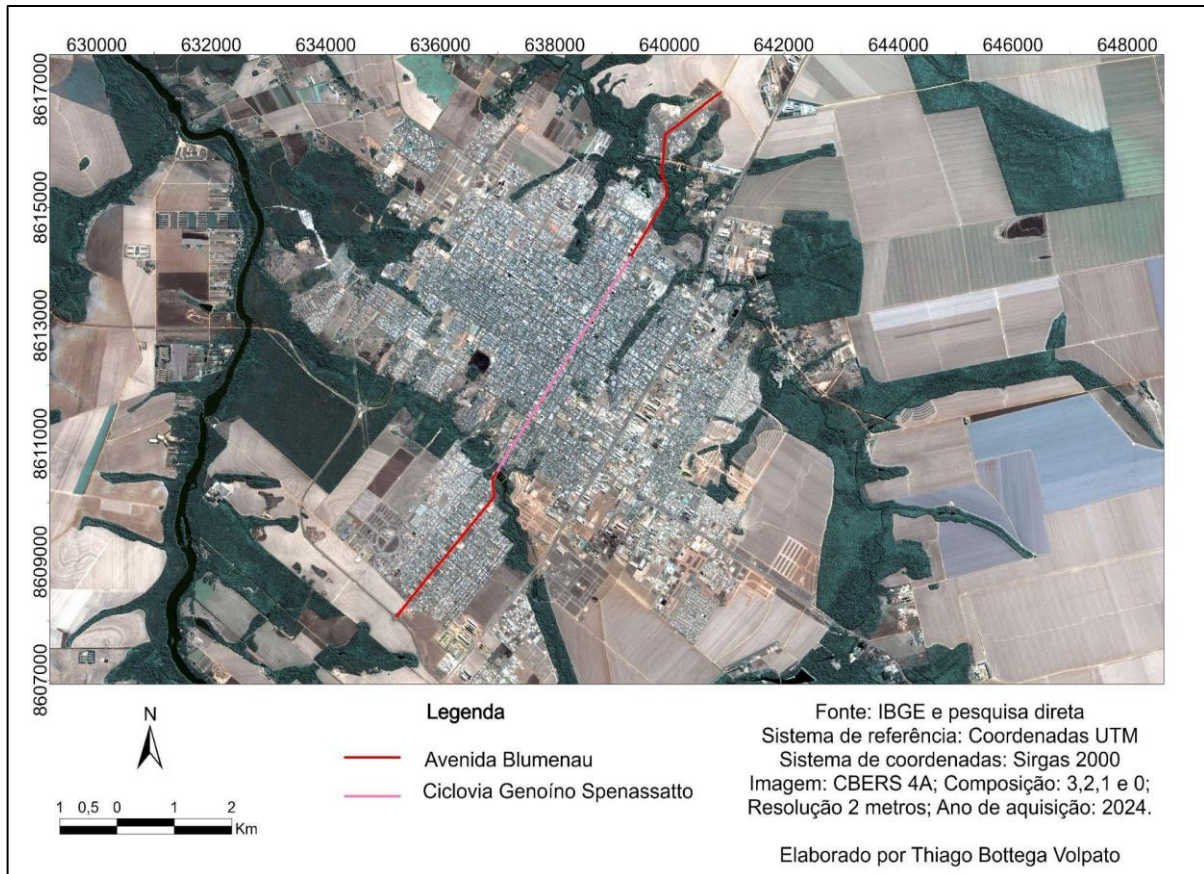 630000 632000 634000 636000 638000 640000 642000 644000 646000 648000
8617000
8615000
8613000
8611000
8609000
8607000
N
1 0,5 0 1 2
Km
Legenda
Avenida Blumenau
Ciclovia Genoíno Spenassatto
Fonte: IBGE e pesquisa direta
Sistema de referência: Coordenadas UTM
Sistema de coordenadas: Sirgas 2000
Imagem: CBERS 4A; Composição: 3,2,1 e 0;
Resolução 2 metros; Ano de aquisição: 2024.
Elaborado por Thiago Bottega Volpato